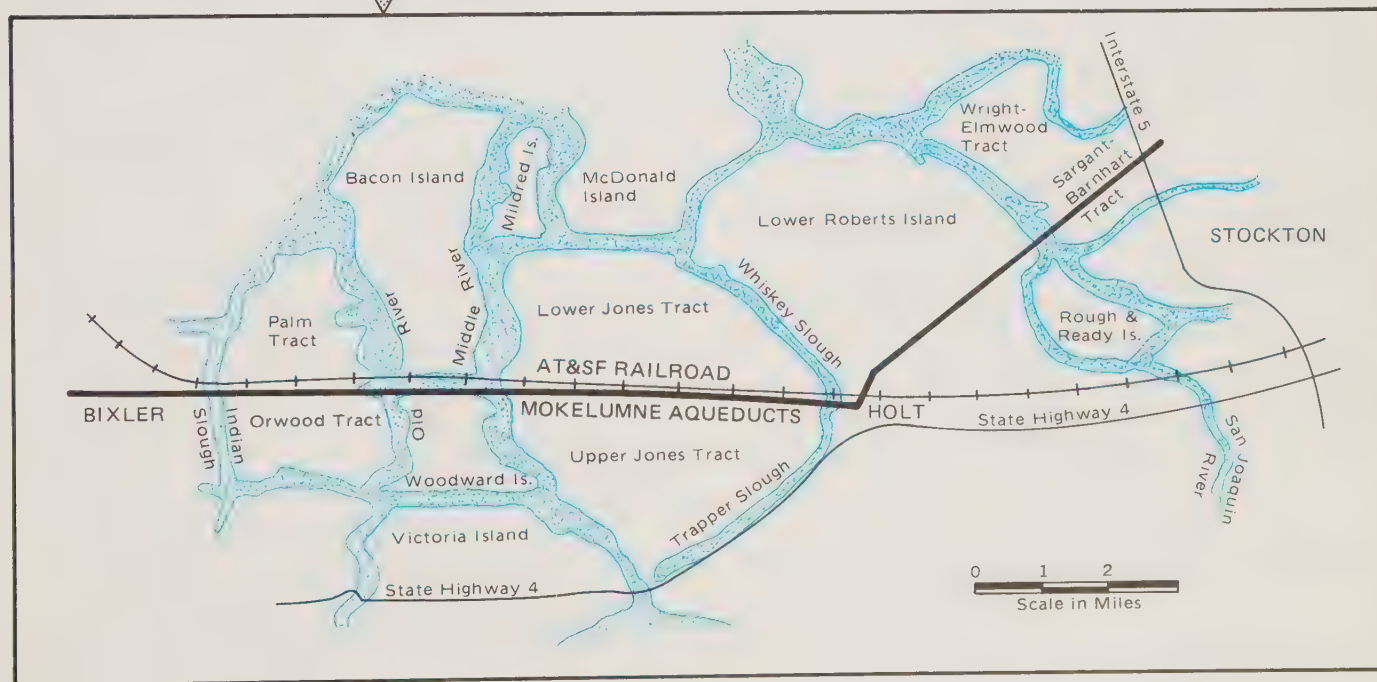 Interstate 5
Wright-
Elmwood
Tract
Sargant-
Barnhart
Tract
Bacon Island
Mildred Is.
McDonald
Island
Lower Roberts Island
STOCKTON
River
Middle River
Whiskey Slough
Lower Jones Tract
Palm
Tract
Rough &
Ready Is.
AT&SF RAILROAD
BIXLER
MOKELUMNE AQUEDUCTS
HOLT
State Highway 4
Indian
Slough
Orwood Tract
Old
Upper Jones Tract
Woodward Is.
Trapper Slough
San Joaquin
River
Victoria Island
State Highway 4
0 1 2
Scale in Miles